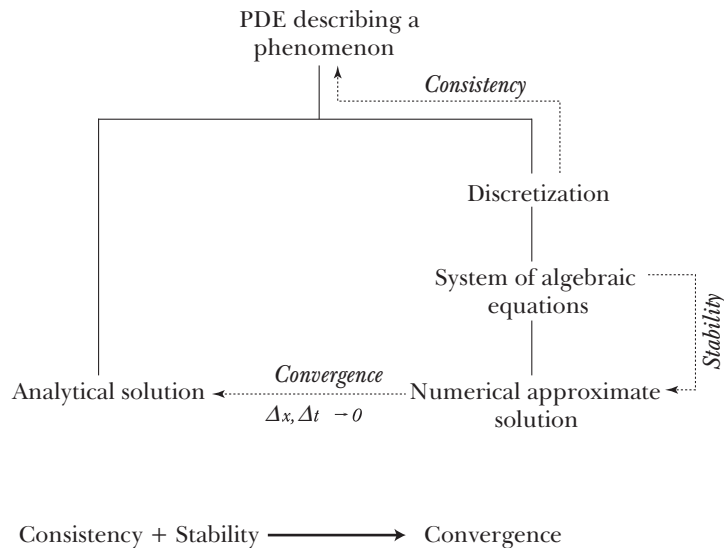 PDE describing a
phenomenon
Consistency
Discretization
System of algebraic
equations
Stability
Convergence
Analytical solution
Numerical approximate
solution
Δx, Δt → 0
Consistency + Stability → Convergence